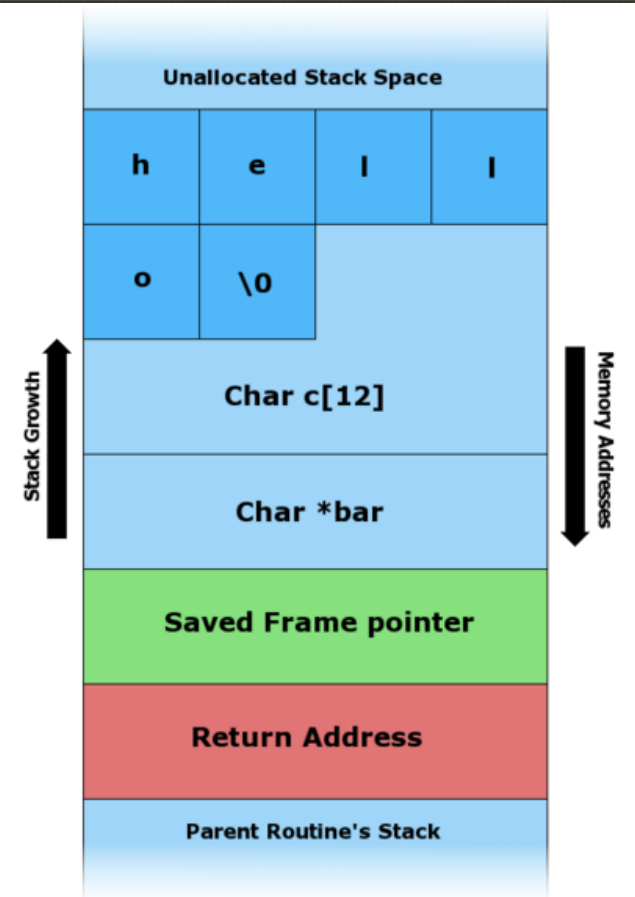 Unallocated Stack Space
h e l l
o \0
Char c[12]
Stack Growth
Memory Addresses
Char *bar
Saved Frame pointer
Return Address
Parent Routine's Stack